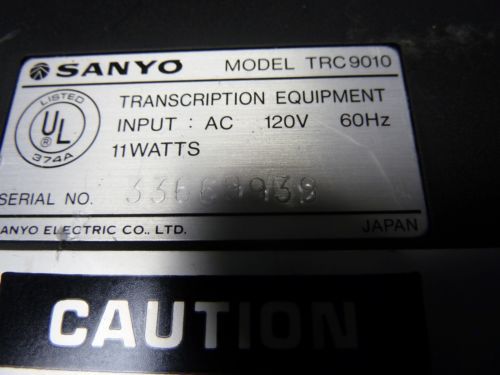 SANYO MODEL TRC9010
LISTED
UL
374A
TRANSCRIPTION EQUIPMENT
INPUT : AC 120V 60Hz
11WATTS
SERIAL NO.
SANYO ELECTRIC CO., LTD. JAPAN
CAUTION